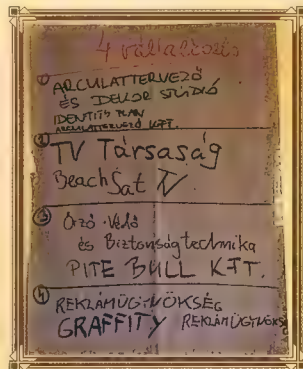 4 vállalkozás
① ARCULATTERVEZŐ
ÉS DEKOR STÚDIÓ
IDENTITY PLAN
ARCULATTERVEZŐ KFT.
② TV Társaság
Beach Sat TV
③ Őrző-Védő
és Biztonságtechnika
PITE BULL KFT.
④ REKLÁMÜGYNÖKSÉG
GRAFFITY REKLÁMÜGYNÖKS